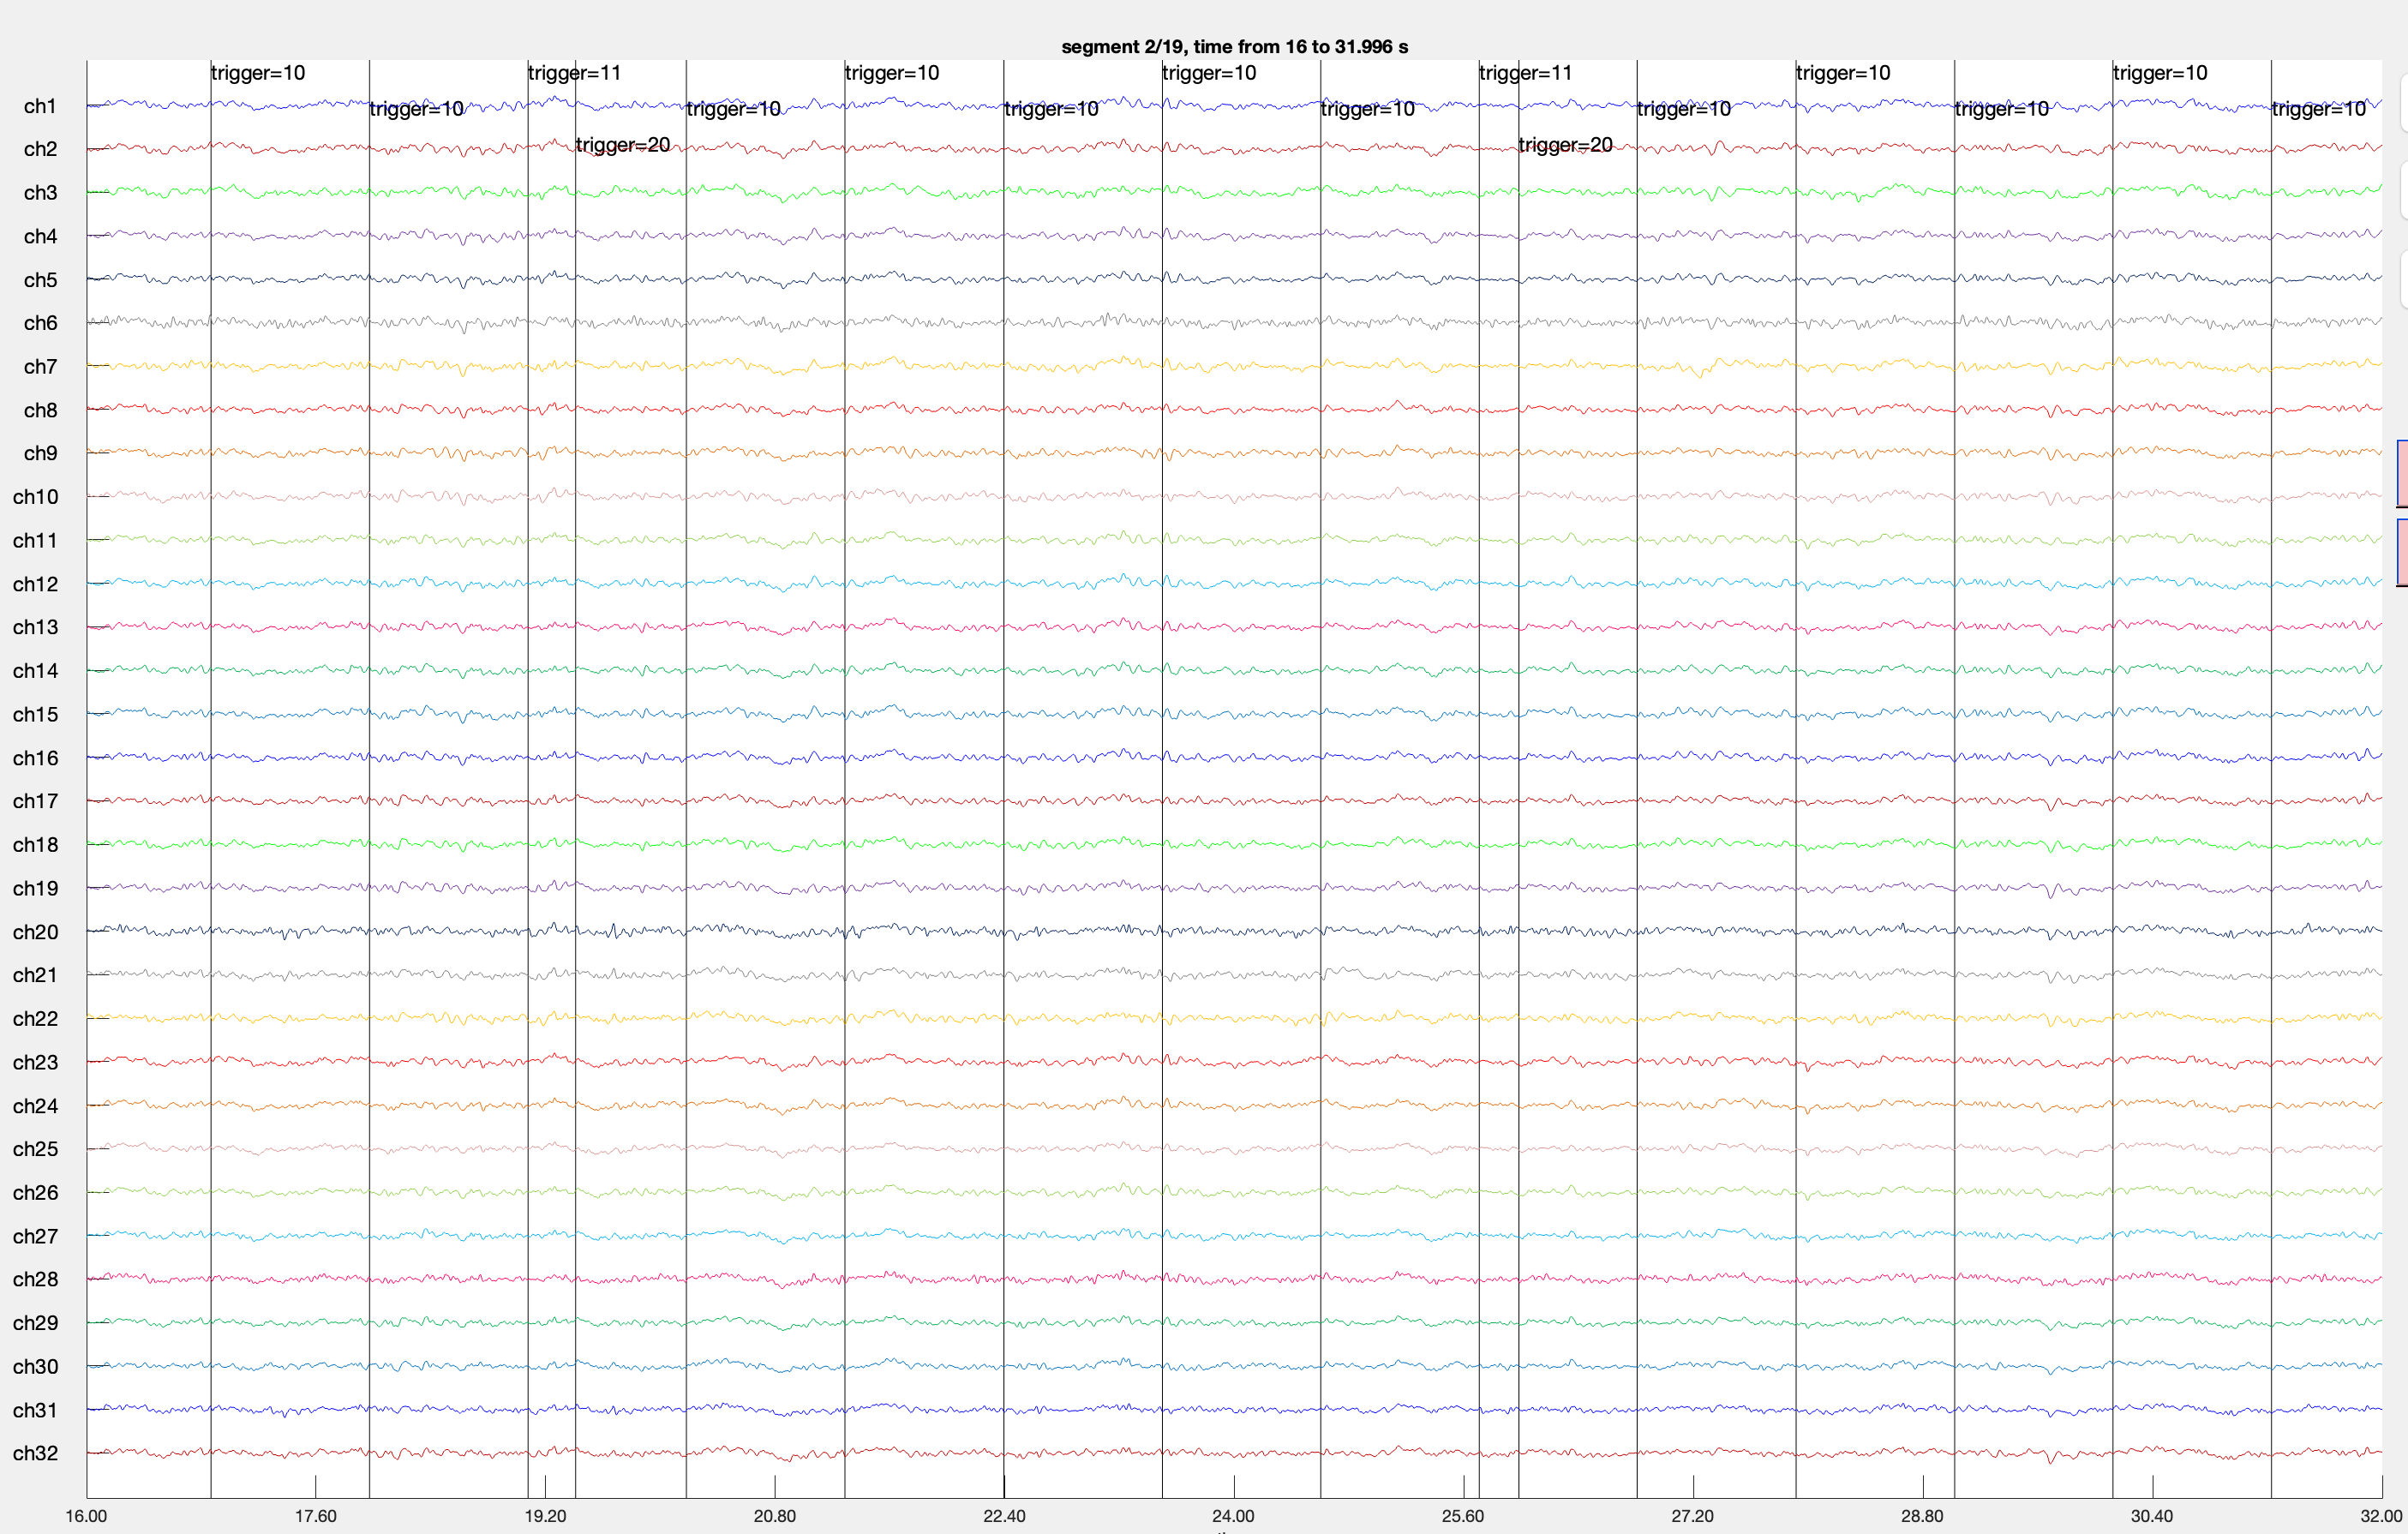 segment 2/19, time from 16 to 31.996 s
trigger=10 trigger=11 trigger=10 trigger=10 trigger=11 trigger=10 trigger=10
ch1
trigger=10 trigger=10 trigger=10 trigger=10 trigger=10 trigger=10 trigger=10
trigger=20 trigger=20
ch2
ch3
ch4
ch5
ch6
ch7
ch8
ch9
ch10
ch11
ch12
ch13
ch14
ch15
ch16
ch17
ch18
ch19
ch20
ch21
ch22
ch23
ch24
ch25
ch26
ch27
ch28
ch29
ch30
ch31
ch32
16.00 17.60 19.20 20.80 22.40 24.00 25.60 27.20 28.80 30.40 32.00